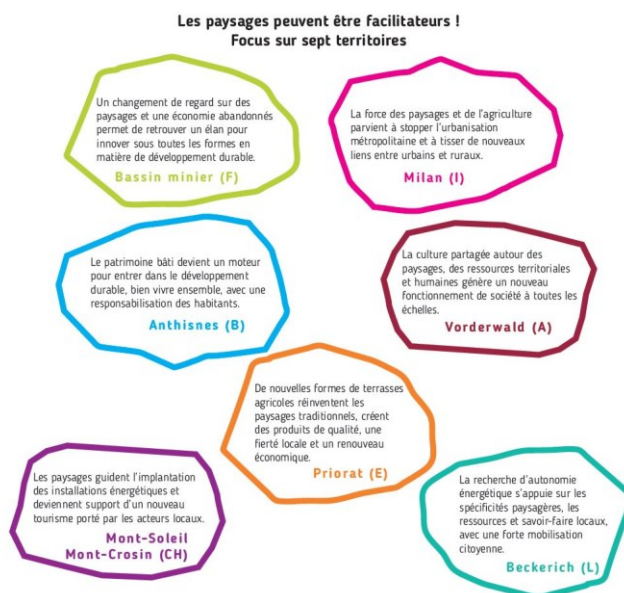 Les paysages peuvent être facilitateurs !
Focus sur sept territoires
Un changement de regard sur des
paysages et une économie abandonnés
permet de retrouver un élan pour
innover sous toutes les formes en
matière de développement durable.
Bassin minier (F)
La force des paysages et de l'agriculture
parvient à stopper l'urbanisation
métropolitaine et à tisser de nouveaux
liens entre urbains et ruraux.
Milan (I)
Le patrimoine bâti devient un moteur
pour entrer dans le développement
durable, bien vivre ensemble, avec une
responsabilisation des habitants.
Anthisnes (B)
La culture partagée autour des
paysages, des ressources territoriales
et humaines génère un nouveau
fonctionnement de société à toutes les
échelles.
Vorderwald (A)
De nouvelles formes de terrasses
agricoles réinventent les
paysages traditionnels, créent
des produits de qualité, une
fierté locale et un renouveau
économique.
Priorat (E)
Les paysages guident l'implantation
des installations énergétiques et
deviennent support d'un nouveau
tourisme porté par les acteurs locaux.
Mont-Soleil
Mont-Crosin (CH)
La recherche d'autonomie
énergétique s'appuie sur les
spécificités paysagères, les
ressources et savoir-faire locaux,
avec une forte mobilisation
citoyenne.
Beckerich (L)